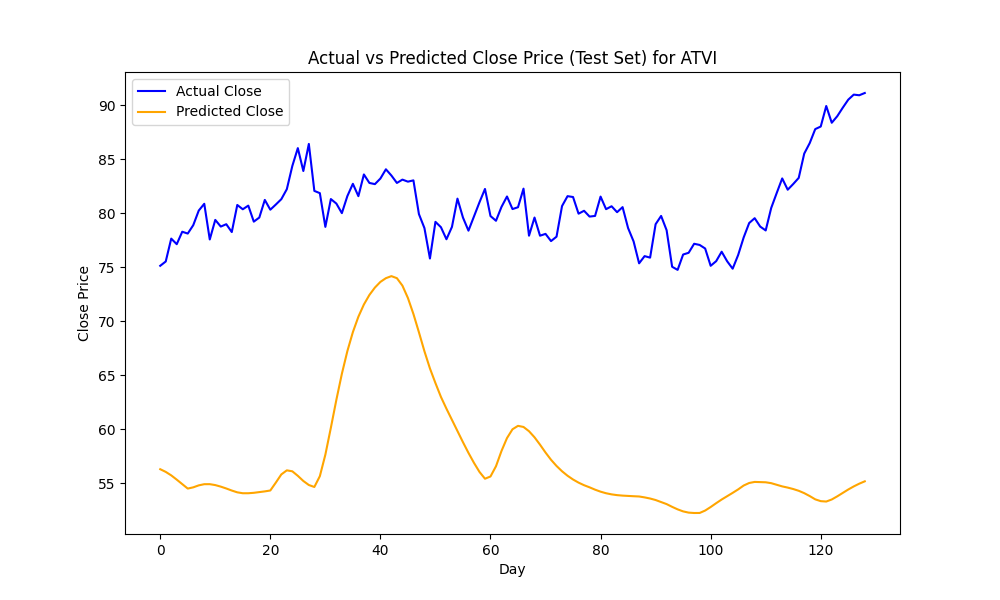 Actual vs Predicted Close Price (Test Set) for ATVI
Actual Close
Predicted Close
90
85
80
75
70
65
60
55
Close Price
0 20 40 60 80 100 120
Day